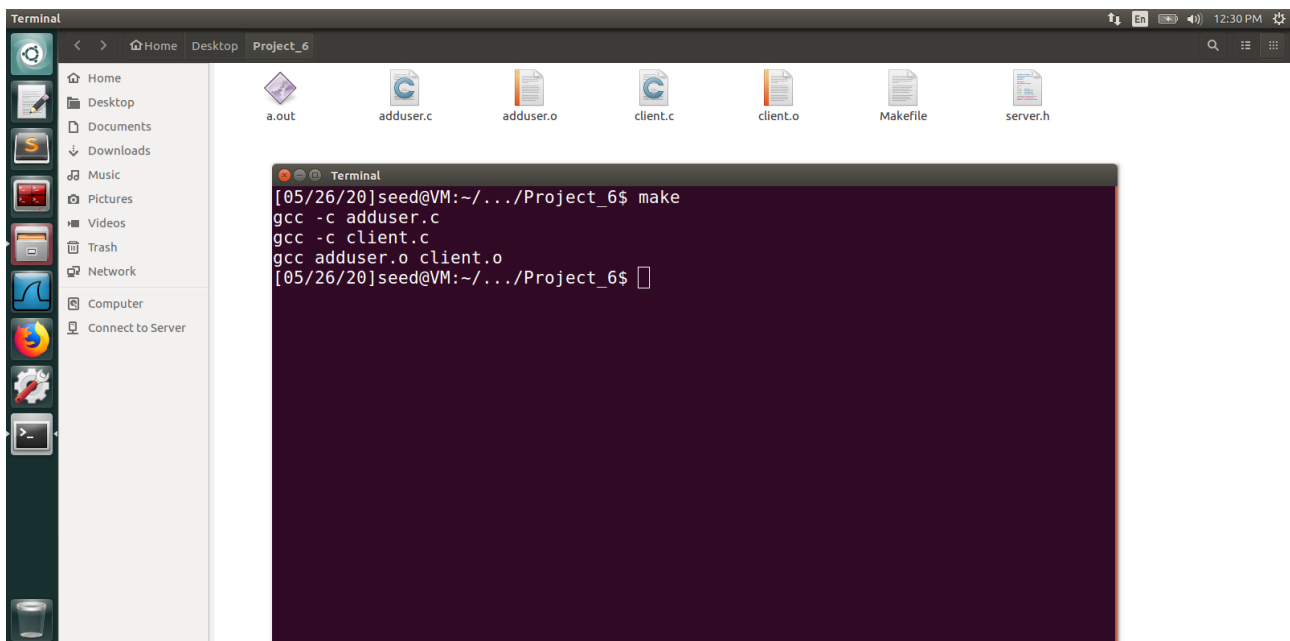 Terminal
En
12:30 PM
Home Desktop Project_6
Home
Desktop
Documents
Downloads
Music
Pictures
Videos
Trash
Network
Computer
Connect to Server
a.out adduser.c adduser.o client.c client.o Makefile server.h
Terminal
[05/26/20]seed@VM:~/.../Project_6$ make
gcc -c adduser.c
gcc -c client.c
gcc adduser.o client.o
[05/26/20]seed@VM:~/.../Project_6$